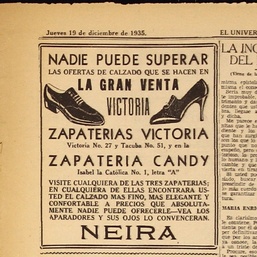 Jueves 19 de diciembre de 1935.
EL UNIVER
NADIE PUEDE SUPERAR
LAS OFERTAS DE CALZADO QUE SE HACEN EN
LA GRAN VENTA
VICTORIA
ZAPATERIAS VICTORIA
Victoria No. 27 y Tacuba No. 51, y en la
ZAPATERIA CANDY
Isabel la Católica No. 1, letra "A"
VISITE CUALQUIERA DE LAS TRES ZAPATERIAS;
EN CUALQUIERA DE ELLAS ENCONTRARA US-
TED EL CALZADO MAS FINO, MAS ELEGANTE Y
CONFORTABLE A PRECIOS QUE ABSOLUTA-
MENTE NADIE PUEDE OFRECERLE.—VEA LOS
APARADORES Y SUS OJOS LO CONVENCERAN.
NEIRA
LA INC
DEL